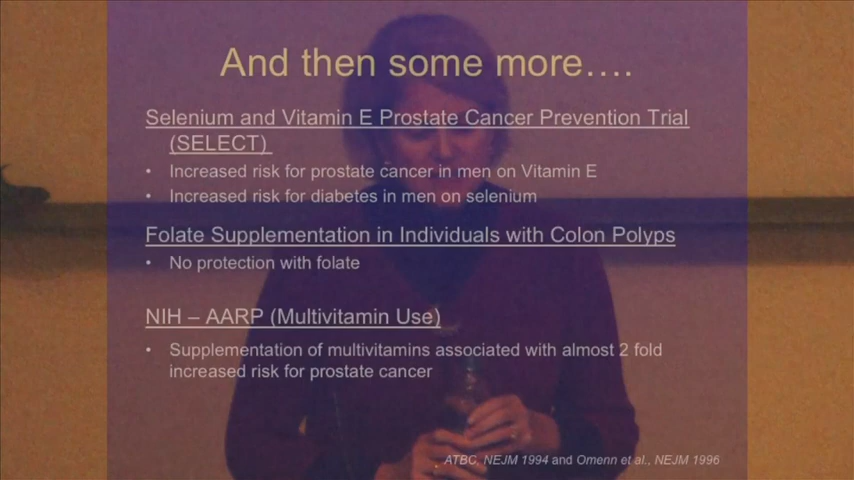 And then some more….
Selenium and Vitamin E Prostate Cancer Prevention Trial
(SELECT)
• Increased risk for prostate cancer in men on Vitamin E
• Increased risk for diabetes in men on selenium
Folate Supplementation in Individuals with Colon Polyps
• No protection with folate
NIH – AARP (Multivitamin Use)
• Supplementation of multivitamins associated with almost 2 fold
increased risk for prostate cancer
ATBC, NEJM 1994 and Omenn et al., NEJM 1996